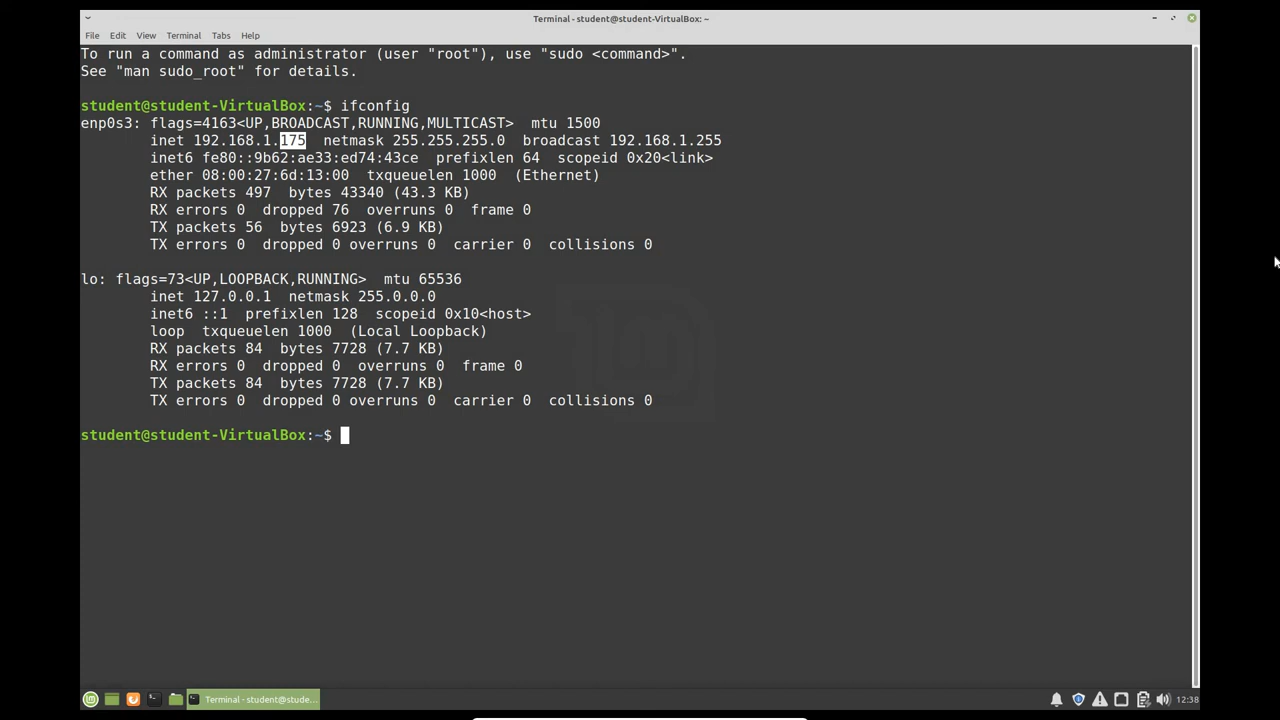 Terminal - student@student-VirtualBox: ~
File Edit View Terminal Tabs Help
To run a command as administrator (user "root"), use "sudo <command>".
See "man sudo_root" for details.
student@student-VirtualBox:~$ ifconfig
enp0s3: flags=4163<UP,BROADCAST,RUNNING,MULTICAST>  mtu 1500
        inet 192.168.1.175  netmask 255.255.255.0  broadcast 192.168.1.255
        inet6 fe80::9b62:ae33:ed74:43ce  prefixlen 64  scopeid 0x20<link>
        ether 08:00:27:6d:13:00  txqueuelen 1000  (Ethernet)
        RX packets 497  bytes 43340 (43.3 KB)
        RX errors 0  dropped 76  overruns 0  frame 0
        TX packets 56  bytes 6923 (6.9 KB)
        TX errors 0  dropped 0 overruns 0  carrier 0  collisions 0
lo: flags=73<UP,LOOPBACK,RUNNING>  mtu 65536
        inet 127.0.0.1  netmask 255.0.0.0
        inet6 ::1  prefixlen 128  scopeid 0x10<host>
        loop  txqueuelen 1000  (Local Loopback)
        RX packets 84  bytes 7728 (7.7 KB)
        RX errors 0  dropped 0  overruns 0  frame 0
        TX packets 84  bytes 7728 (7.7 KB)
        TX errors 0  dropped 0 overruns 0  carrier 0  collisions 0
student@student-VirtualBox:~$
Terminal - student@stude...
12:38